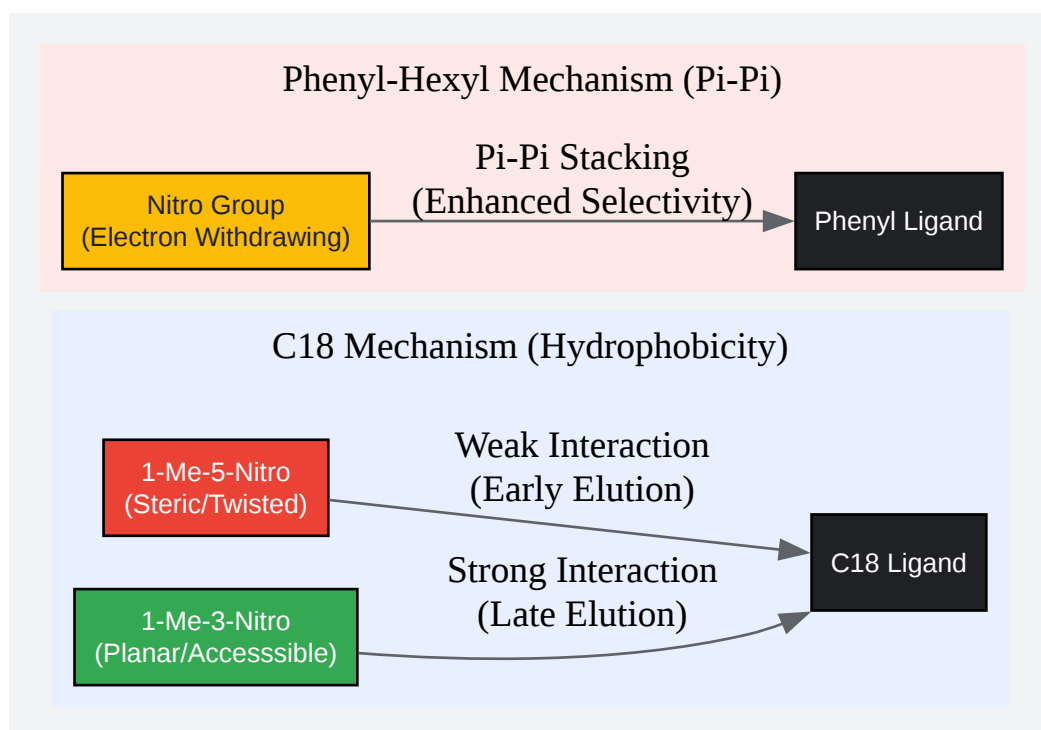 Phenyl-Hexyl Mechanism (Pi-Pi)
Pi-Pi Stacking
(Enhanced Selectivity)
Nitro Group
(Electron Withdrawing)
Phenyl Ligand
C18 Mechanism (Hydrophobicity)
Weak Interaction
(Early Elution)
1-Me-5-Nitro
(Steric/Twisted)
C18 Ligand
Strong Interaction
(Late Elution)
1-Me-3-Nitro
(Planar/Accesssible)